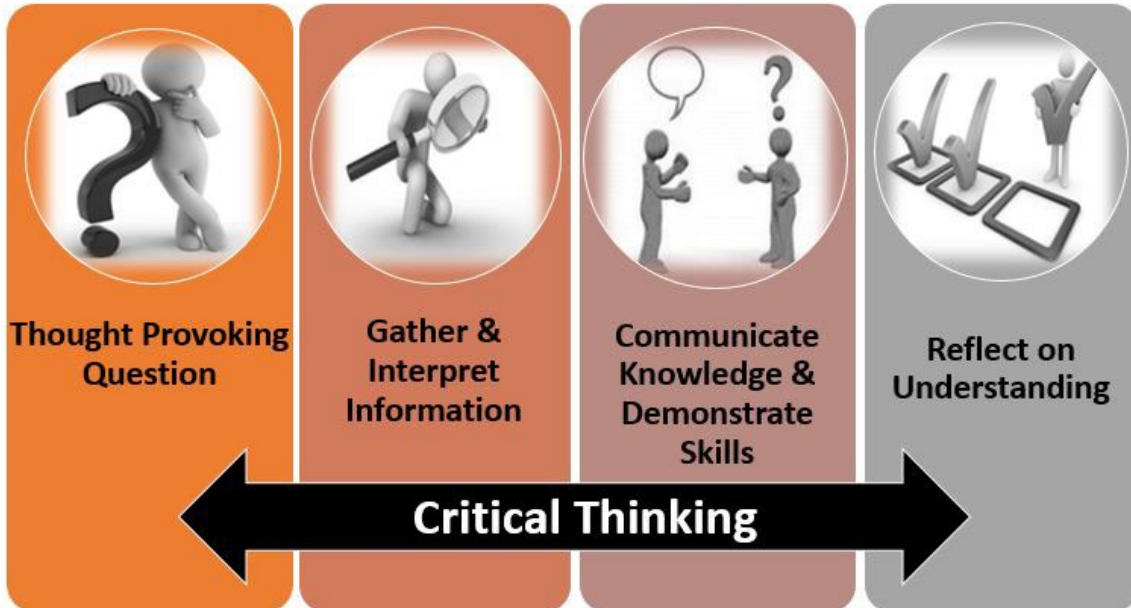 Thought Provoking
Question
Gather &
Interpret
Information
Communicate
Knowledge &
Demonstrate
Skills
Reflect on
Understanding
Critical Thinking